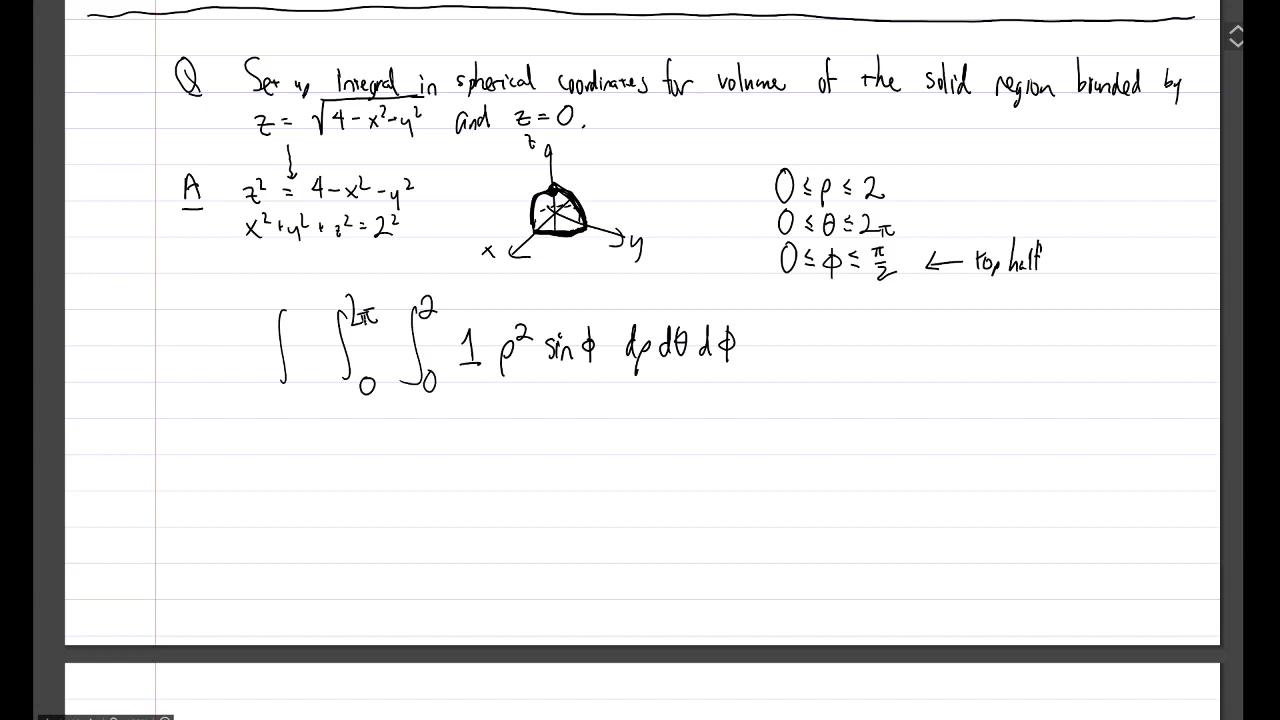 Q Set up Integral in spherical coordinates for volume of the solid region bounded by
z = √(4-x²-y²) and z=0.
A z² = 4-x²-y²
x²+y²+z²=2²
z
x
y
0 ≤ ρ ≤ 2
0 ≤ θ ≤ 2π
0 ≤ ϕ ≤ π/2 ← top half
∫ ∫₀^2π ∫₀^2 1 ρ² sin ϕ dρ dθ dϕ